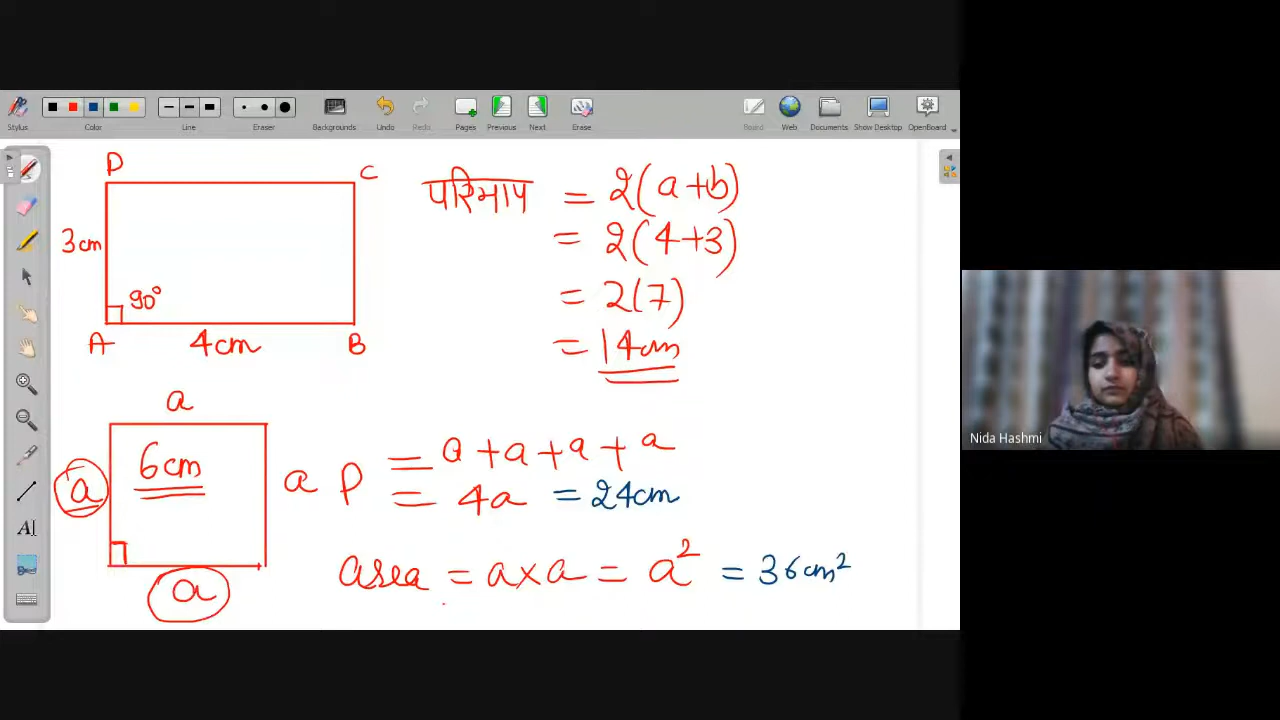 Stylus Color Line Eraser Backgrounds Undo Redo Pages Previous Next Erase Board Web Documents Show Desktop OpenBoard
D C
3cm
90°
A 4cm B
परिमाप = 2(a+b)
= 2(4+3)
= 2(7)
= 14cm
a
6cm
a a
a
P = a+a+a+a
= 4a = 24cm
area = a×a = a² = 36cm²
Nida Hashmi